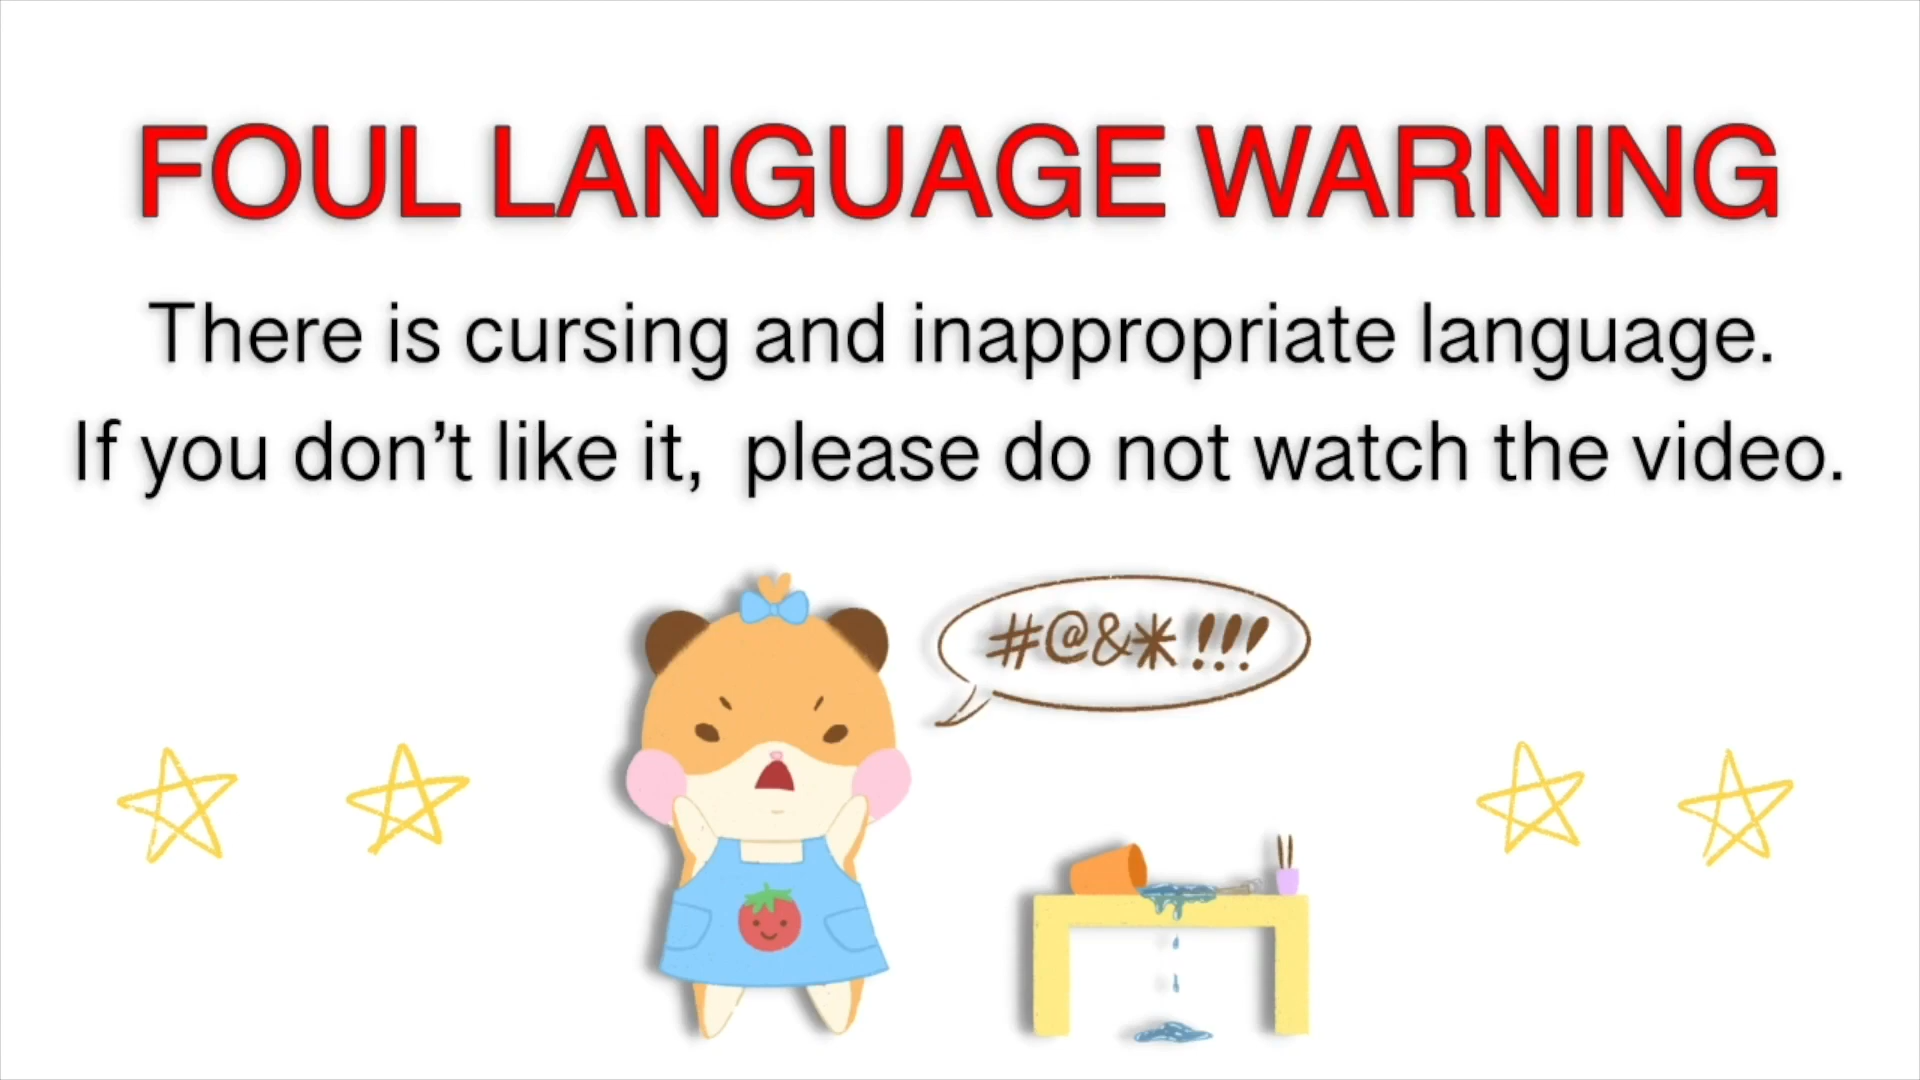 FOUL LANGUAGE WARNING
There is cursing and inappropriate language.
If you don’t like it, please do not watch the video.
#@&*!!!